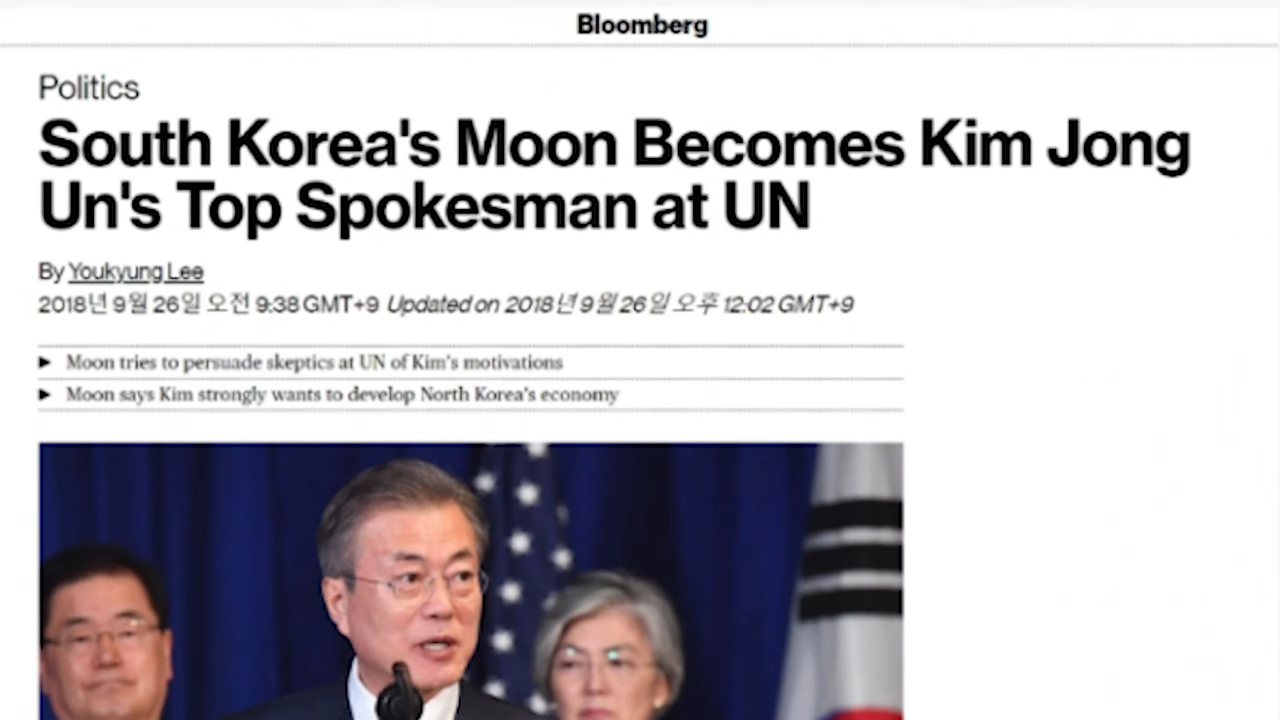 Bloomberg
Politics
South Korea's Moon Becomes Kim Jong
Un's Top Spokesman at UN
By Youkyung Lee
2018년 9월 26일 오전 9:38 GMT+9 Updated on 2018년 9월 26일 오후 12:02 GMT+9
▶ Moon tries to persuade skeptics at UN of Kim's motivations
▶ Moon says Kim strongly wants to develop North Korea's economy